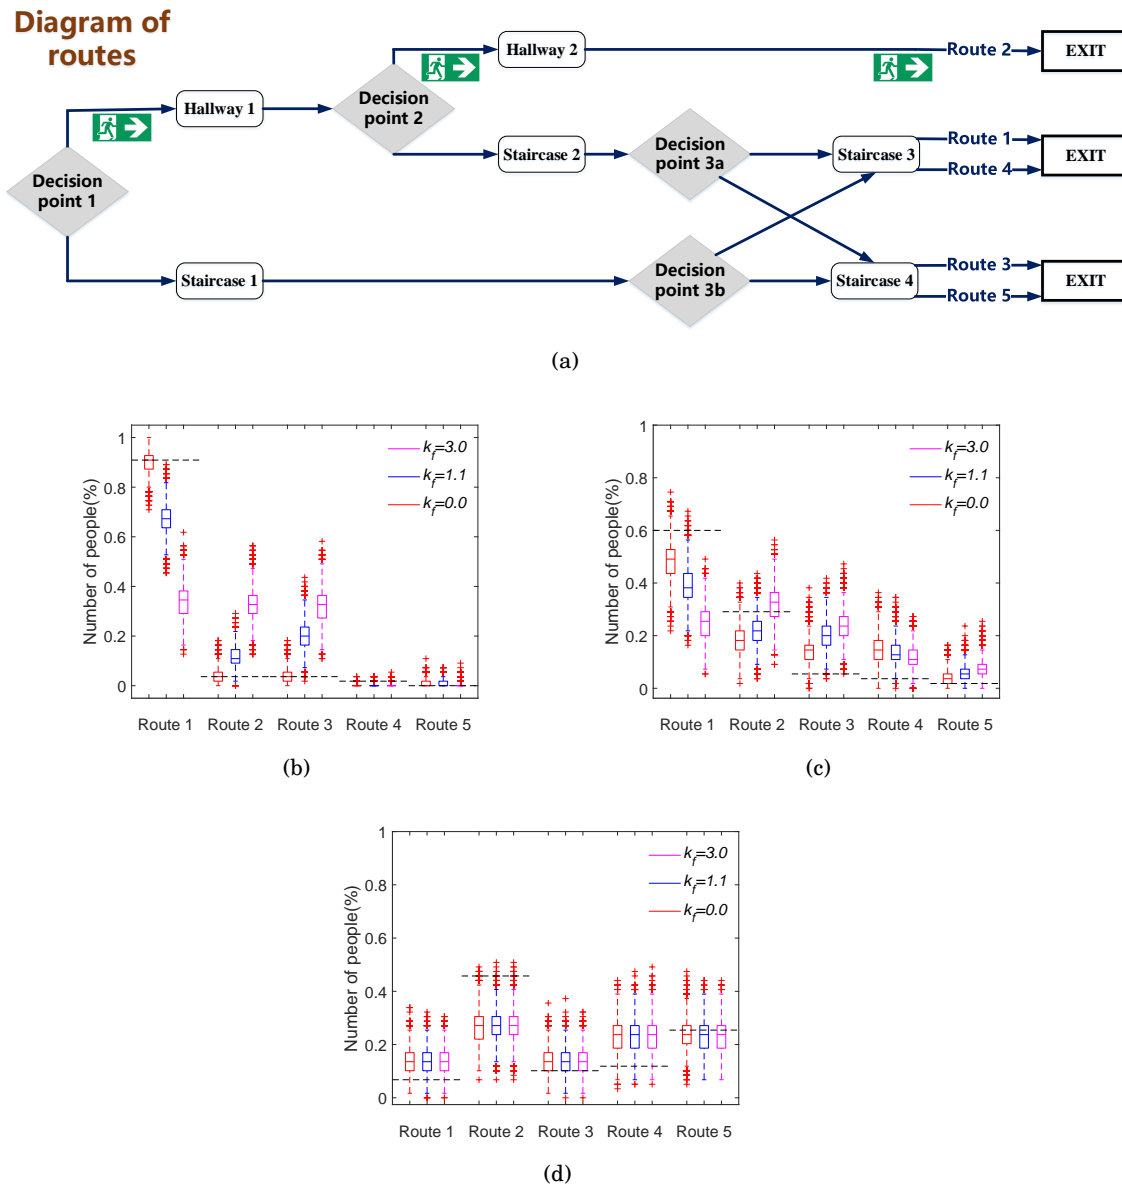 Diagram of
routes
Hallway 2
Route 2
EXIT
Decision
point 2
Hallway 1
Decision
point 1
Staircase 2
Decision
point 3a
Staircase 3
Route 1
Route 4
EXIT
Staircase 1
Decision
point 3b
Staircase 4
Route 3
Route 5
EXIT
(a)
Number of people(%)
1
0.8
0.6
0.4
0.2
0
k_f=3.0
k_f=1.1
k_f=0.0
Route 1 Route 2 Route 3 Route 4 Route 5
(b)
Number of people(%)
1
0.8
0.6
0.4
0.2
0
k_f=3.0
k_f=1.1
k_f=0.0
Route 1 Route 2 Route 3 Route 4 Route 5
(c)
Number of people(%)
1
0.8
0.6
0.4
0.2
0
k_f=3.0
k_f=1.1
k_f=0.0
Route 1 Route 2 Route 3 Route 4 Route 5
(d)